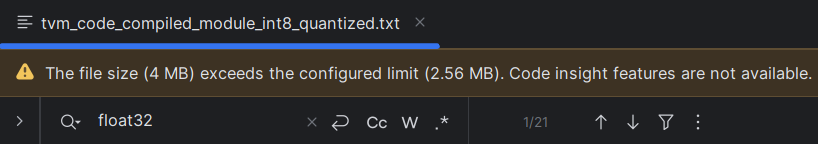 tvm_code_compiled_module_int8_quantized.txt
The file size (4 MB) exceeds the configured limit (2.56 MB). Code insight features are not available.
float32 Cc W .* 1/21